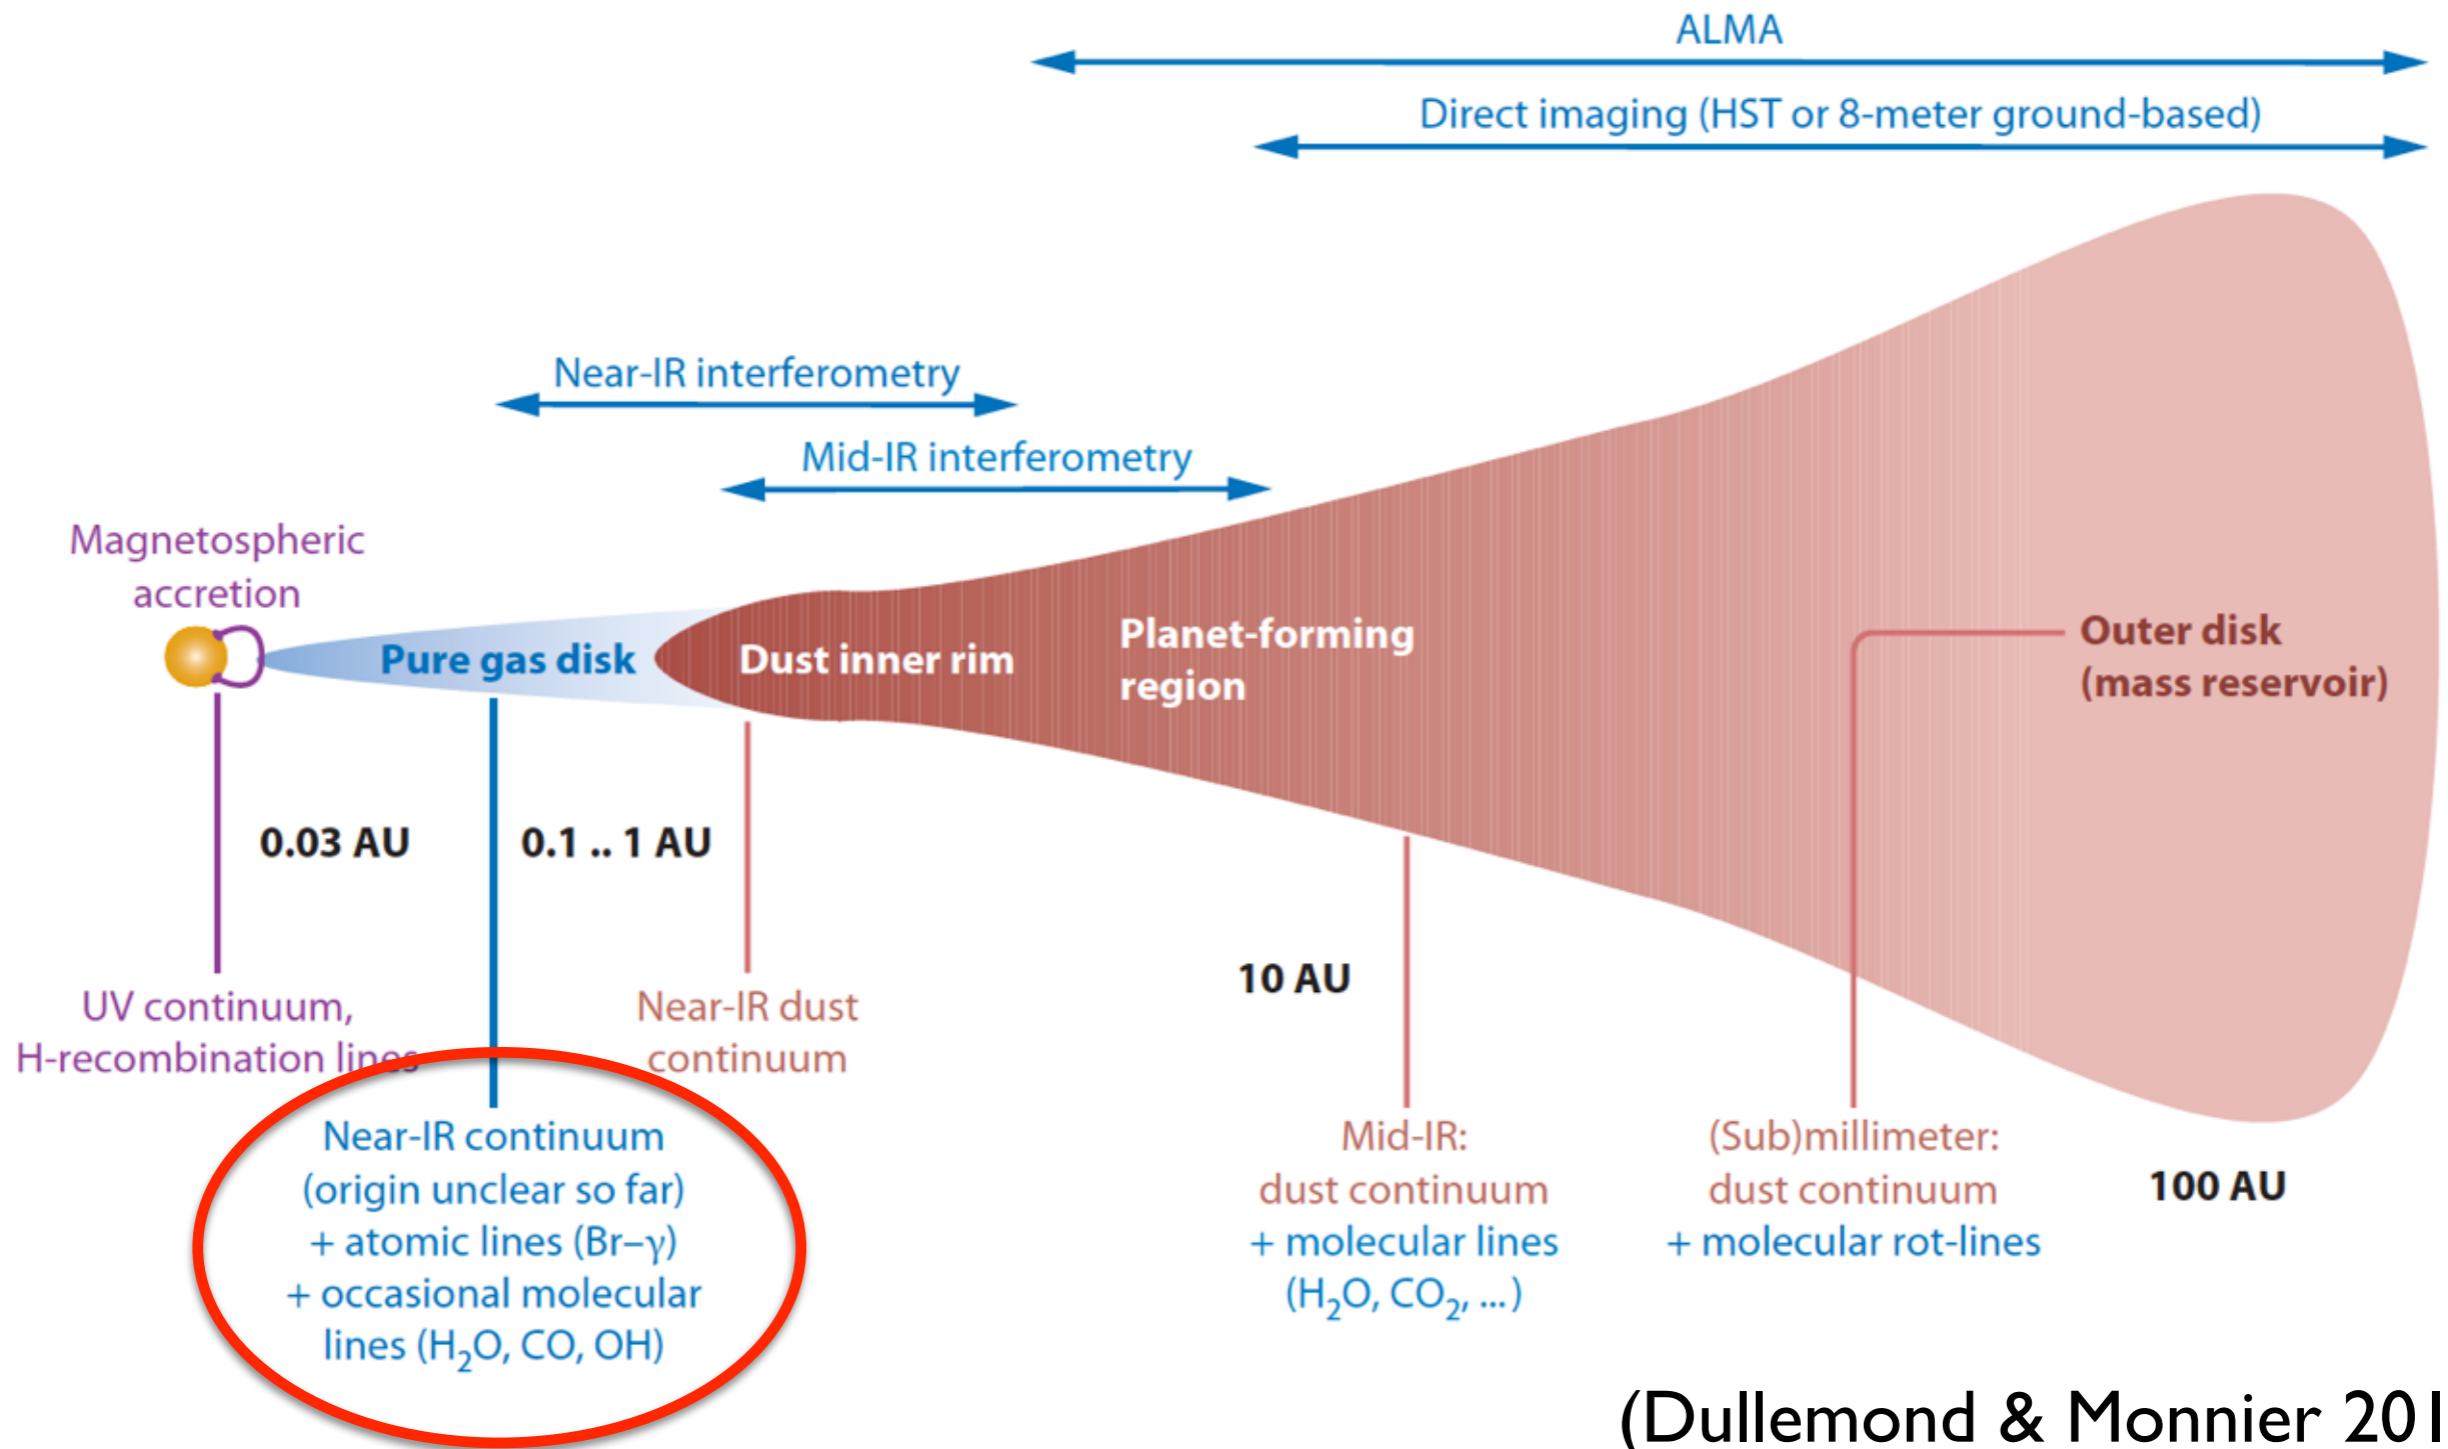 ALMA
Direct imaging (HST or 8-meter ground-based)
Near-IR interferometry
Mid-IR interferometry
Magnetospheric
accretion
Pure gas disk
Dust inner rim
Planet-forming
region
Outer disk
(mass reservoir)
0.03 AU
0.1 .. 1 AU
10 AU
100 AU
UV continuum,
H-recombination lines
Near-IR dust
continuum
Near-IR continuum
(origin unclear so far)
+ atomic lines (Br–γ)
+ occasional molecular
lines (H₂O, CO, OH)
Mid-IR:
dust continuum
+ molecular lines
(H₂O, CO₂, ...)
(Sub)millimeter:
dust continuum
+ molecular rot-lines
(Dullemond & Monnier 201